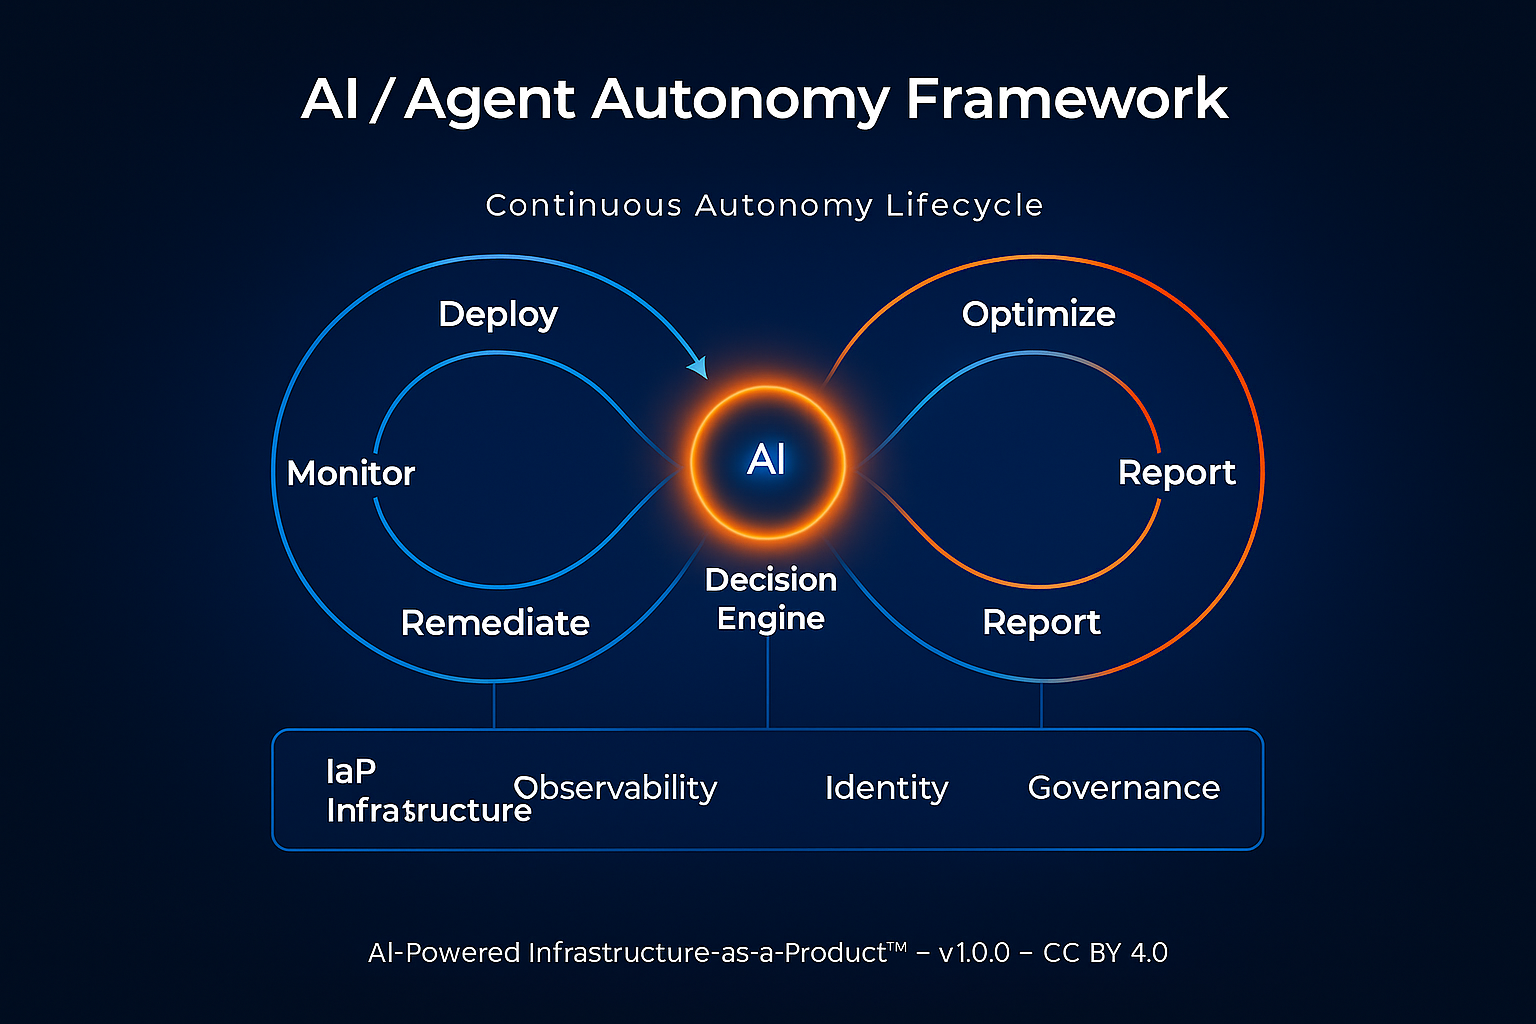 AI / Agent Autonomy Framework
Continuous Autonomy Lifecycle
Deploy
Optimize
Monitor
AI
Report
Decision
Engine
Remediate
Report
IaP
Infrastructure
Observability
Identity
Governance
AI-Powered Infrastructure-as-a-Product™ – v1.0.0 – CC BY 4.0